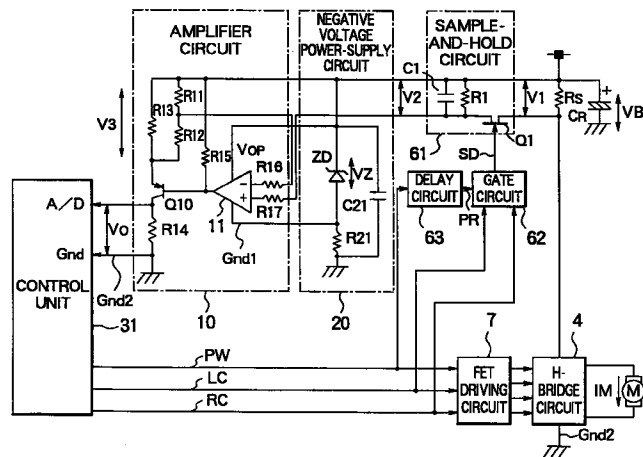 AMPLIFIER
CIRCUIT
NEGATIVE
VOLTAGE
POWER-SUPPLY
CIRCUIT
SAMPLE-
AND-HOLD
CIRCUIT
C1
R13
R11
R12
R15
V3
V2
R1
V1
RS
CR
VB
Q1
61
SD
VOP
ZD
VZ
R16
R17
C21
11
Q10
R14
A/D
VO
Gnd
Gnd1
Gnd2
R21
DELAY
CIRCUIT
63
PR
GATE
CIRCUIT
62
CONTROL
UNIT
31
10
20
PW
LC
RC
7
FET
DRIVING
CIRCUIT
4
H-
BRIDGE
CIRCUIT
IM
M
Gnd2